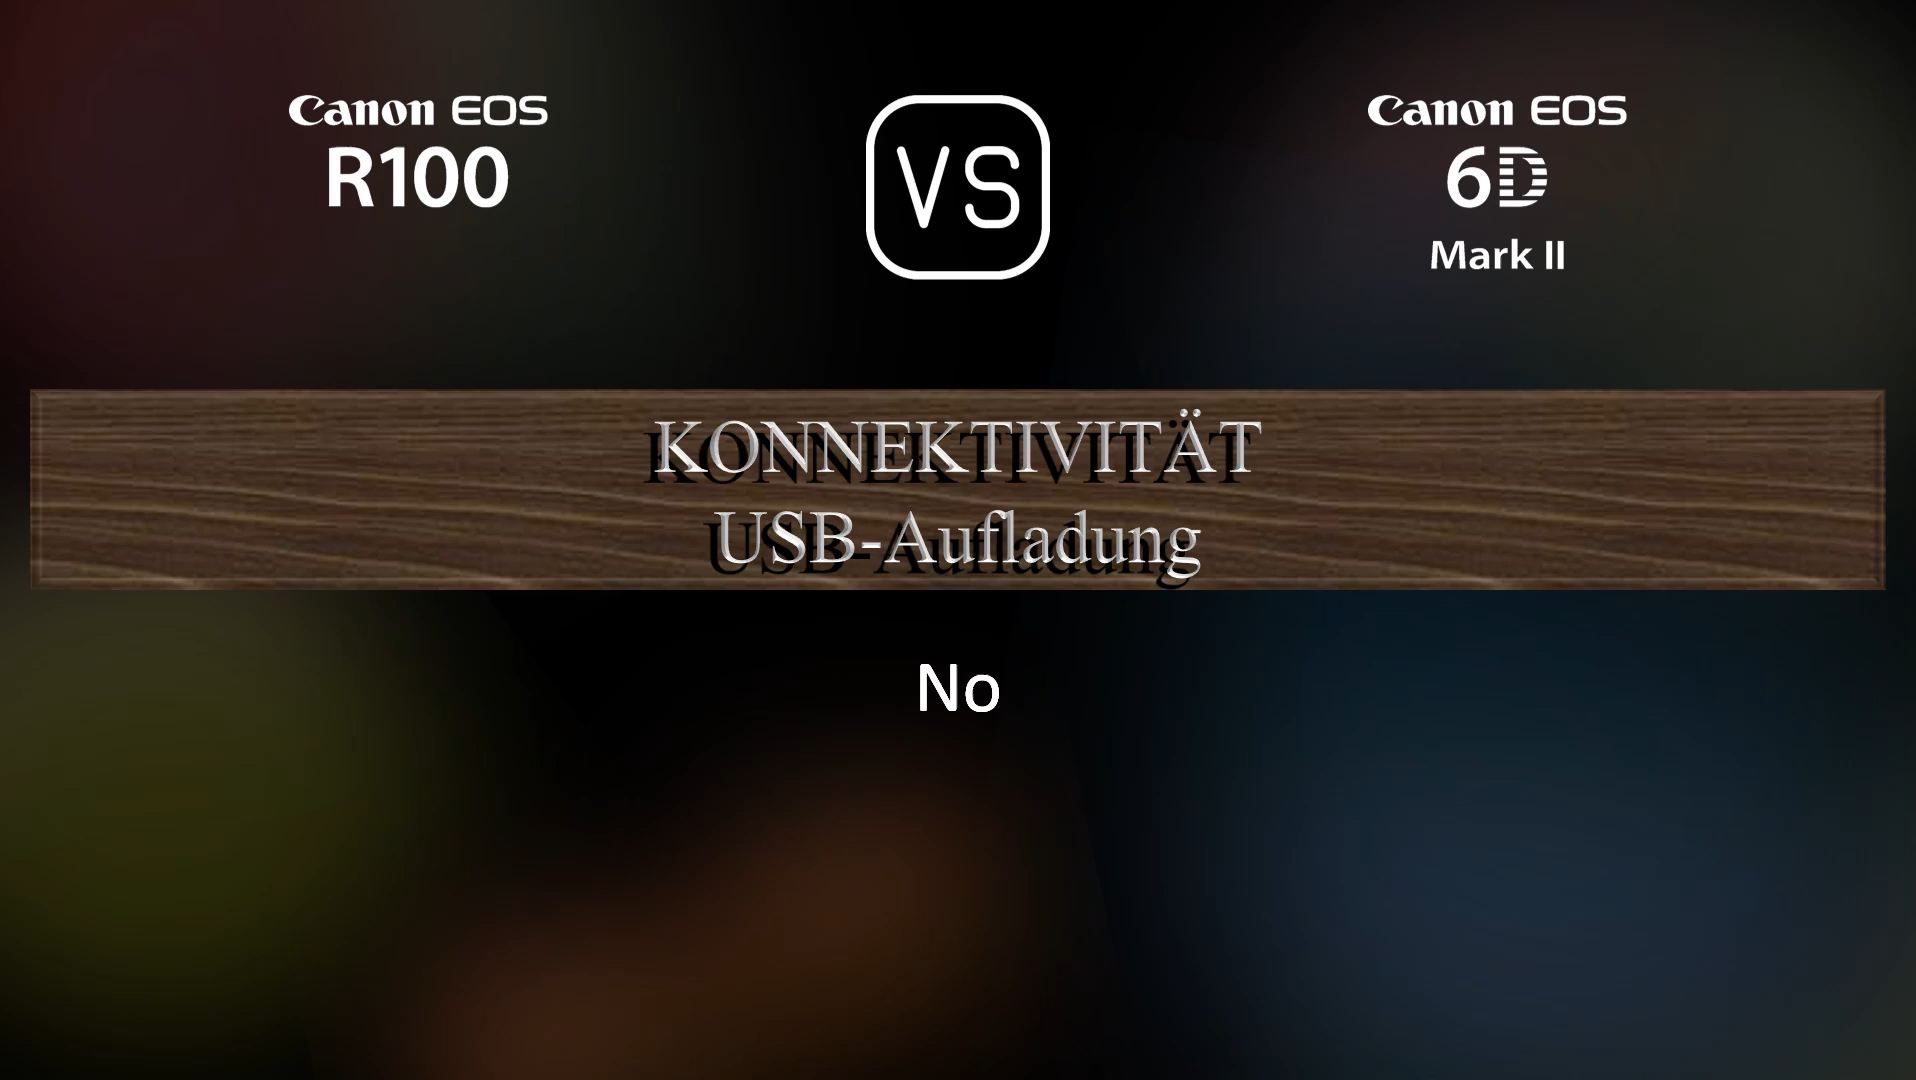 Canon EOS
R100
VS
Canon EOS
6D
Mark II
KONNEKTIVITÄT
USB-Aufladung
No